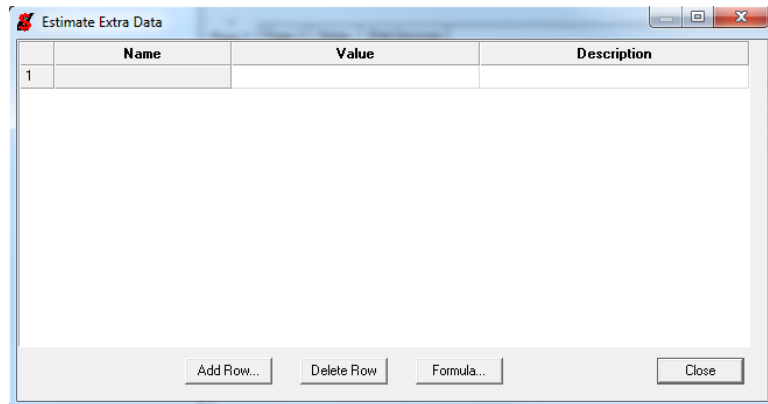 Estimate Extra Data
Name Value Description
1
Add Row... Delete Row Formula... Close